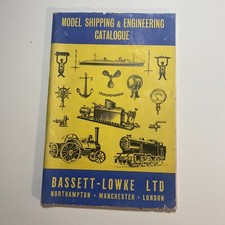 MODEL SHIPPING & ENGINEERING
CATALOGUE
BASSETT-LOWKE LTD
NORTHAMPTON • MANCHESTER • LONDON